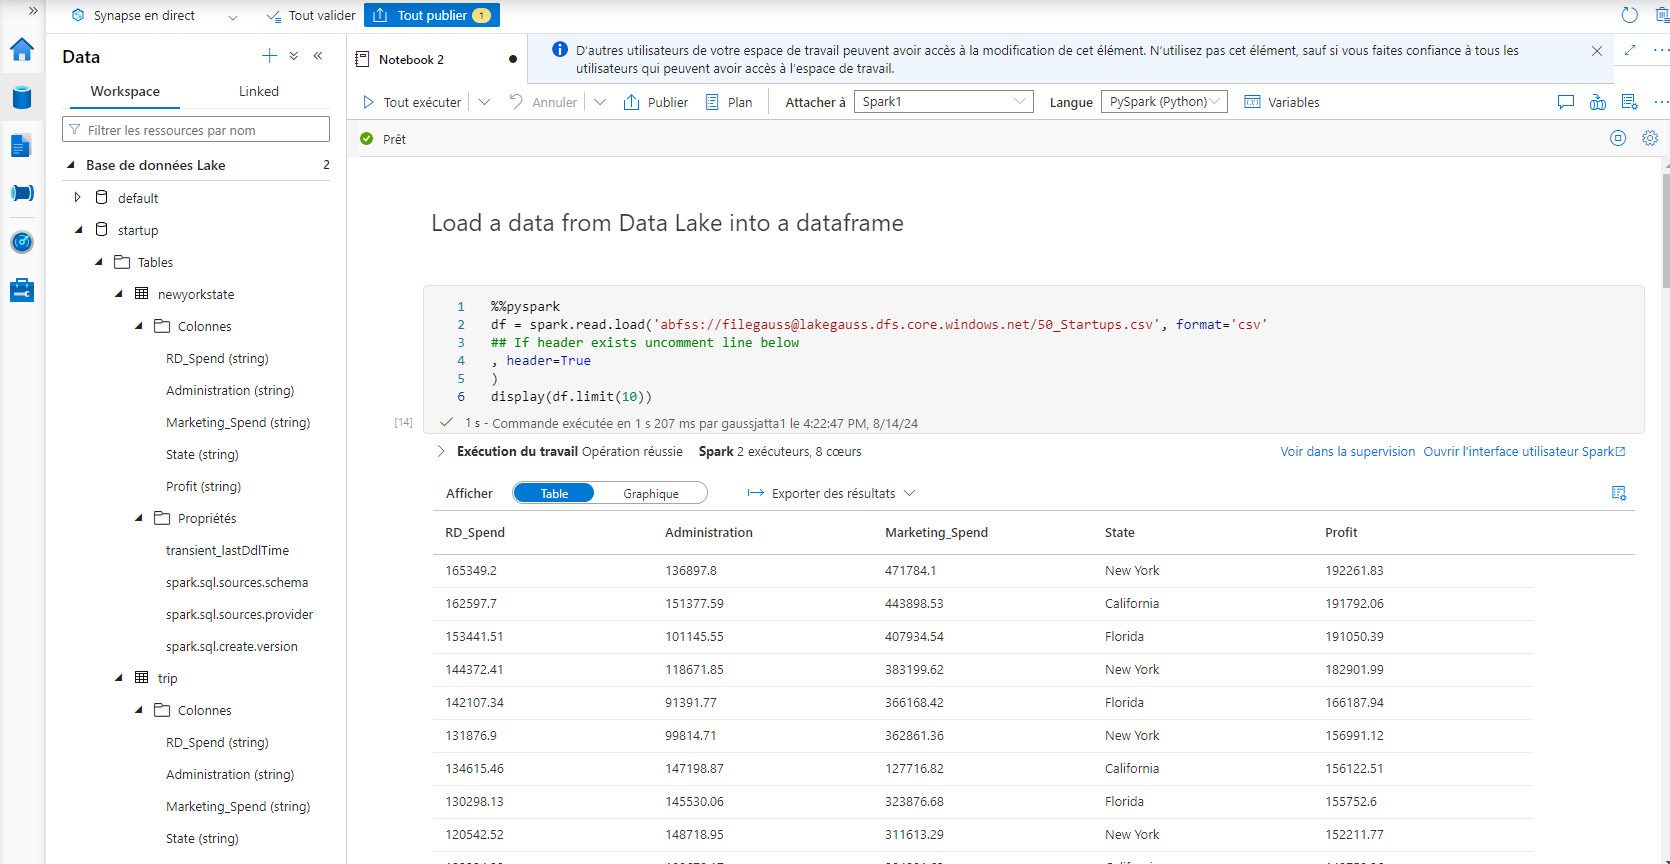 Synapse en direct
Tout valider
Tout publier 1
Data
Workspace Linked
Filtrer les ressources par nom
Base de données Lake 2
default
startup
Tables
newyorkstate
Colonnes
RD_Spend (string)
Administration (string)
Marketing_Spend (string)
State (string)
Profit (string)
Propriétés
transient_lastDdlTime
spark.sql.sources.schema
spark.sql.sources.provider
spark.sql.create.version
trip
Colonnes
RD_Spend (string)
Administration (string)
Marketing_Spend (string)
State (string)
Notebook 2
D'autres utilisateurs de votre espace de travail peuvent avoir accès à la modification de cet élément. N'utilisez pas cet élément, sauf si vous faites confiance à tous les
utilisateurs qui peuvent avoir accès à l'espace de travail.
Tout exécuter Annuler Publier Plan Attacher à Spark1 Langue PySpark (Python) Variables
Prêt
Load a data from Data Lake into a dataframe
1 %%pyspark
2 df = spark.read.load('abfss://filegauss@lakegauss.dfs.core.windows.net/50_Startups.csv', format='csv'
3 ## If header exists uncomment line below
4 , header=True
5 )
6 display(df.limit(10))
[14] 1 s - Commande exécutée en 1 s 207 ms par gaussjatta1 le 4:22:47 PM, 8/14/24
Exécution du travail Opération réussie Spark 2 exécuteurs, 8 cœurs Voir dans la supervision Ouvrir l'interface utilisateur Spark
Afficher Table Graphique Exporter des résultats
RD_Spend Administration Marketing_Spend State Profit
165349.2 136897.8 471784.1 New York 192261.83
162597.7 151377.59 443898.53 California 191792.06
153441.51 101145.55 407934.54 Florida 191050.39
144372.41 118671.85 383199.62 New York 182901.99
142107.34 91391.77 366168.42 Florida 166187.94
131876.9 99814.71 362861.36 New York 156991.12
134615.46 147198.87 127716.82 California 156122.51
130298.13 145530.06 323876.68 Florida 155752.6
120542.52 148718.95 311613.29 New York 152211.77